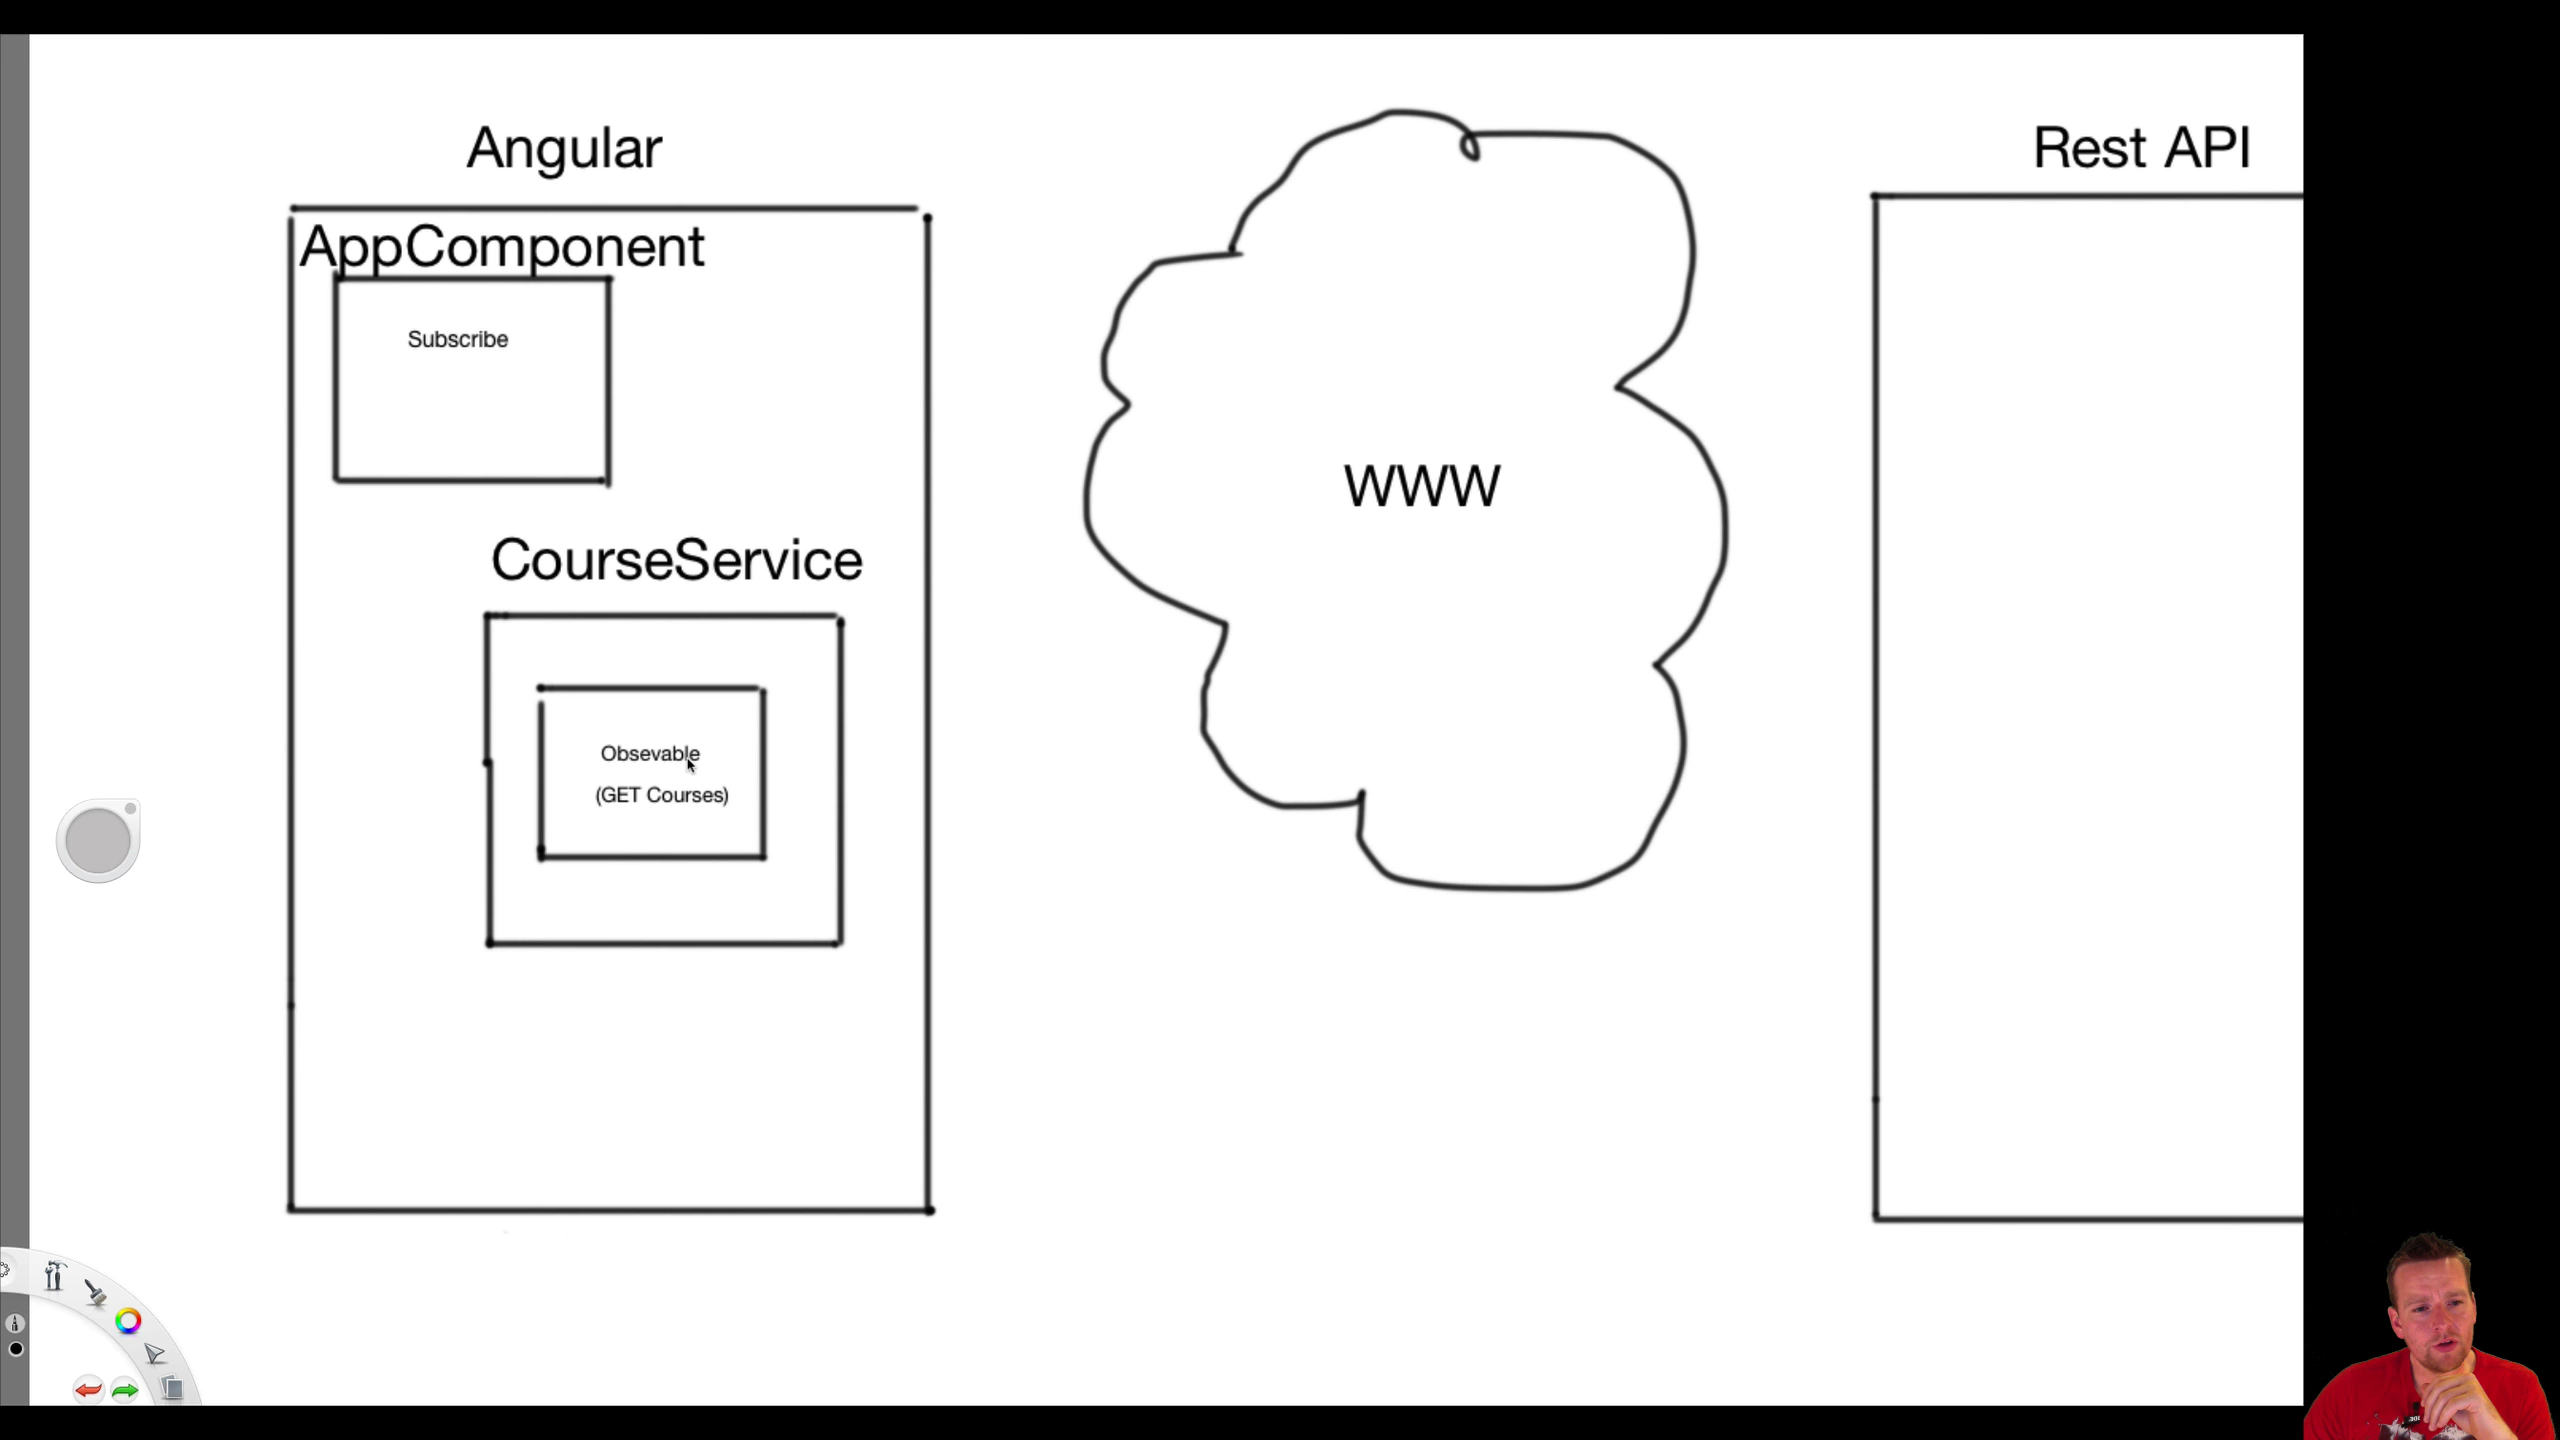 Angular
Rest API
AppComponent
Subscribe
WWW
CourseService
Obsevable
(GET Courses)